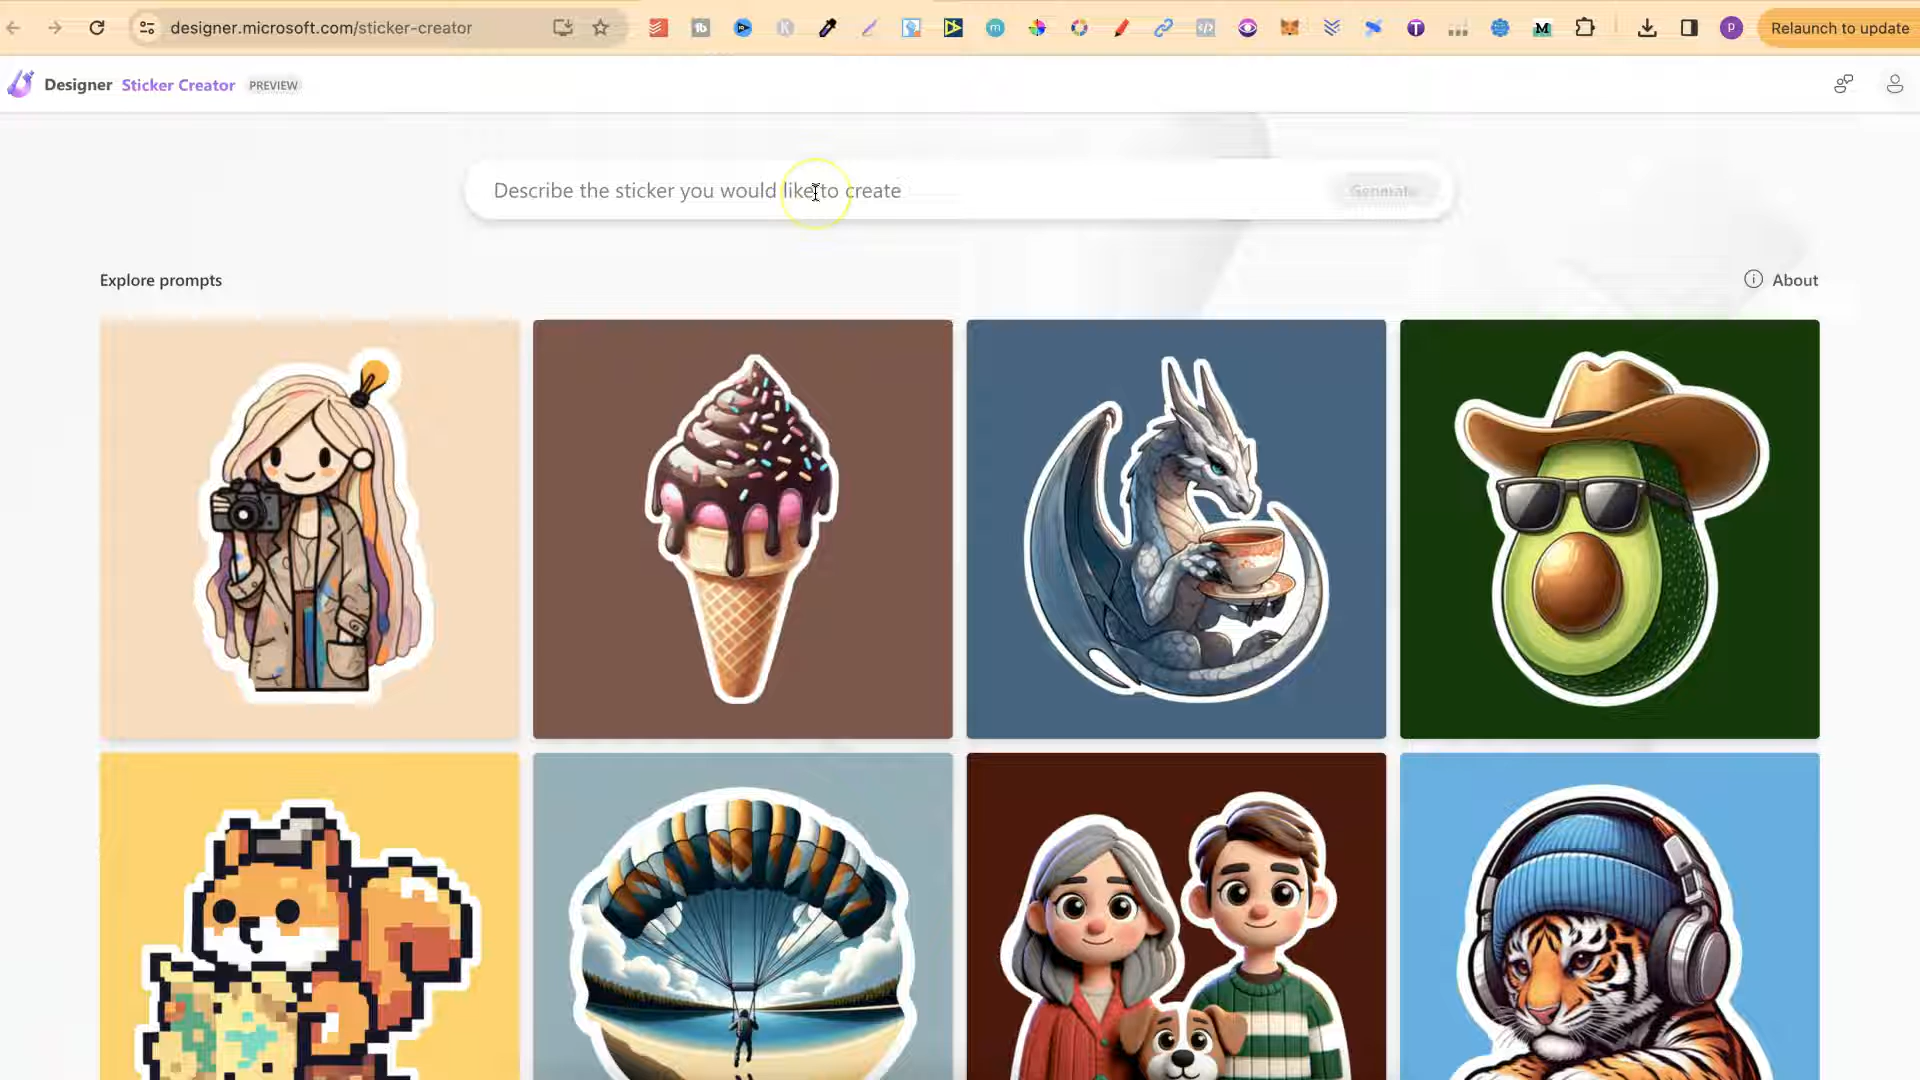 designer.microsoft.com/sticker-creator
Relaunch to update
Designer Sticker Creator PREVIEW
Describe the sticker you would like to create
Generate
Explore prompts
About